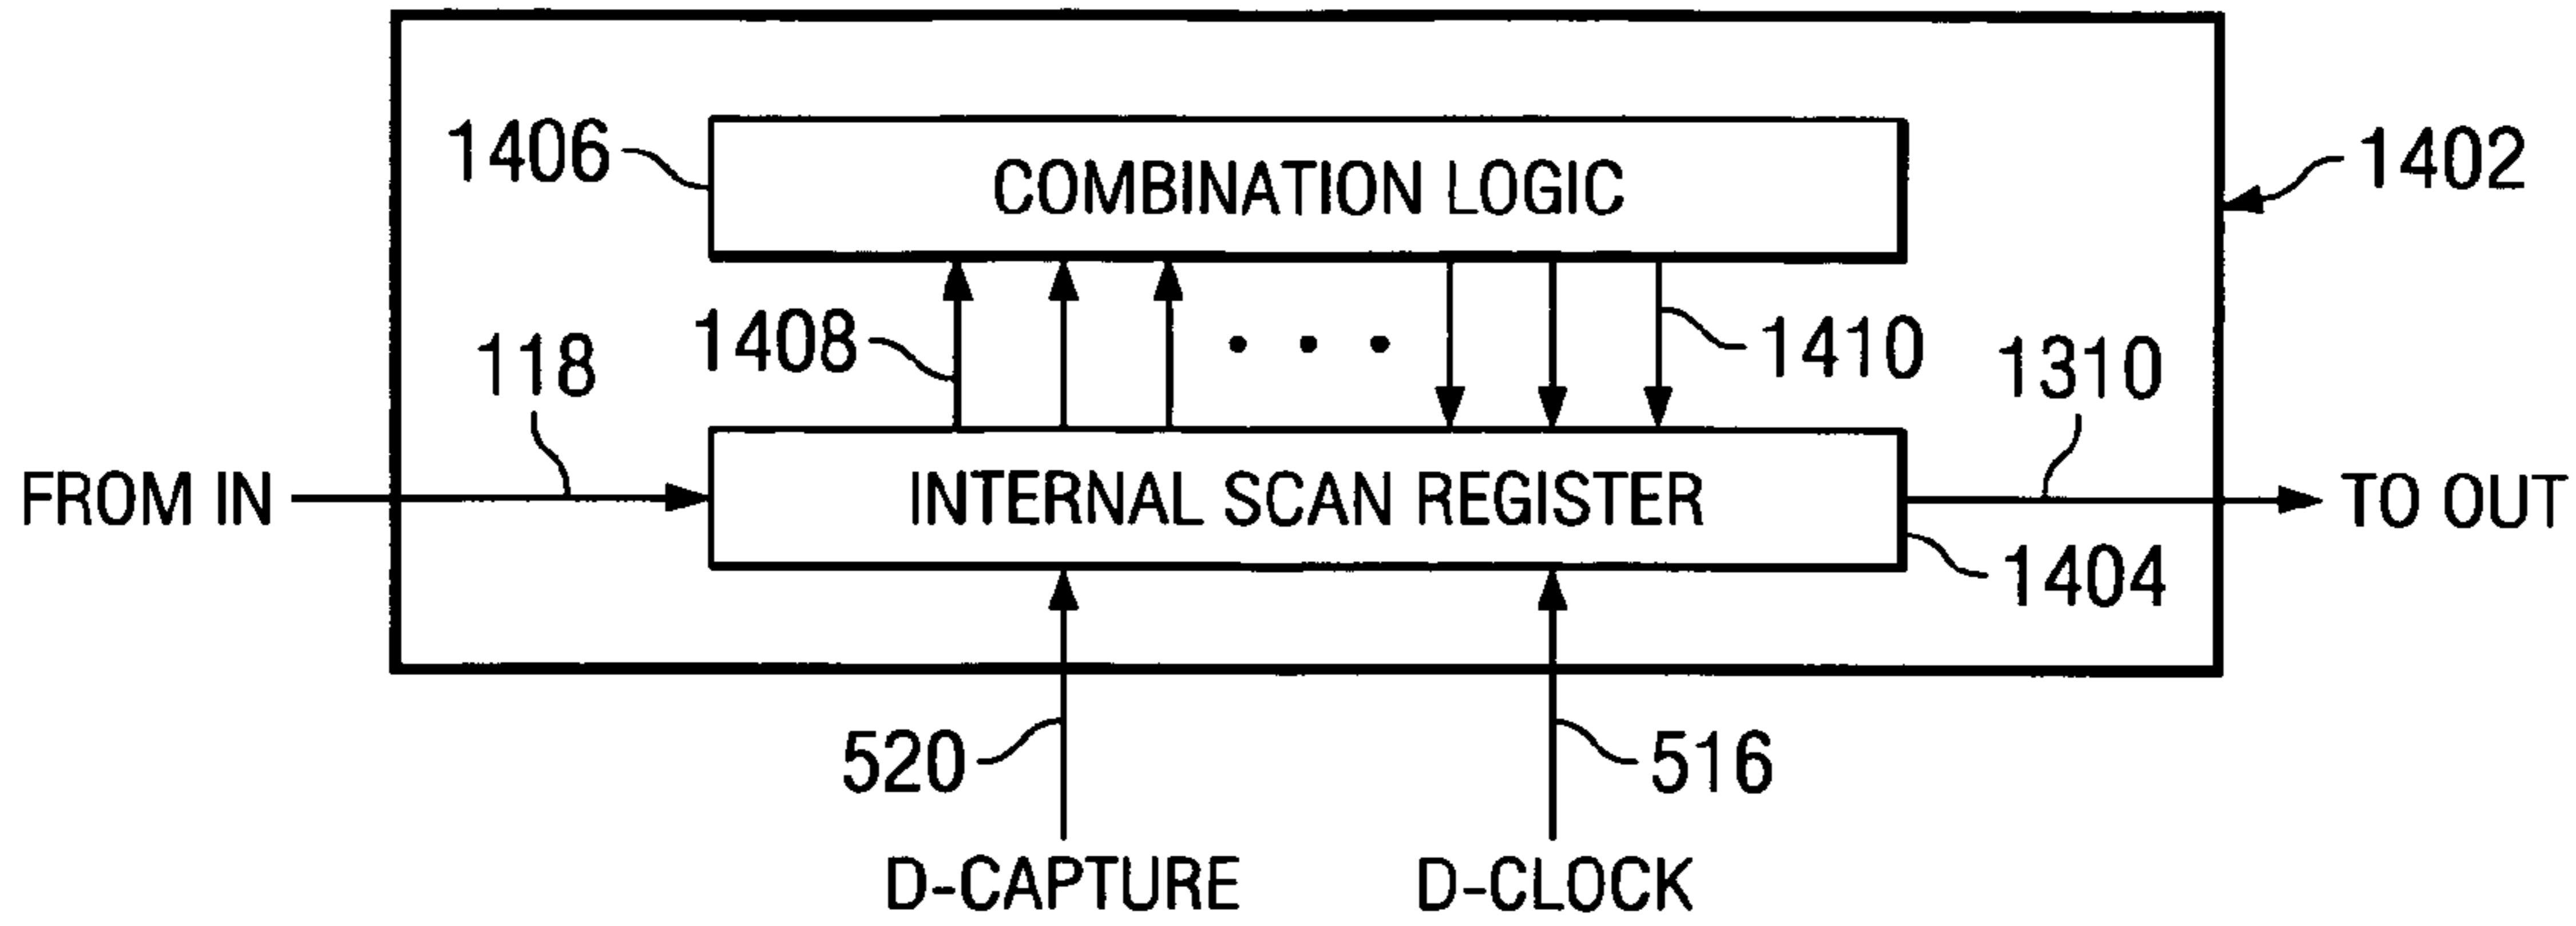 1406
COMBINATION LOGIC
1402
1408
1410
118
1310
FROM IN
INTERNAL SCAN REGISTER
TO OUT
1404
520
516
D-CAPTURE
D-CLOCK